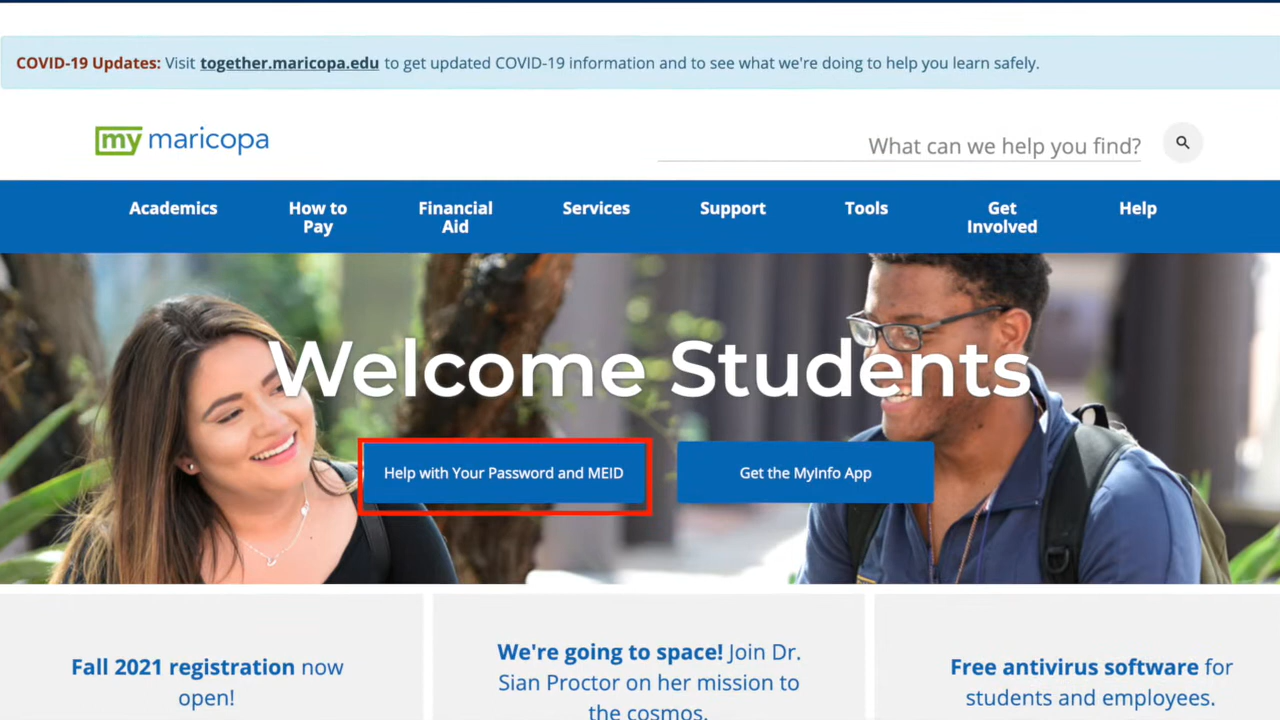 COVID-19 Updates: Visit together.maricopa.edu to get updated COVID-19 information and to see what we're doing to help you learn safely.
my maricopa
What can we help you find?
Academics
How to
Pay
Financial
Aid
Services
Support
Tools
Get
Involved
Help
Welcome Students
Help with Your Password and MEID
Get the MyInfo App
Fall 2021 registration now
open!
We're going to space! Join Dr.
Sian Proctor on her mission to
the cosmos.
Free antivirus software for
students and employees.